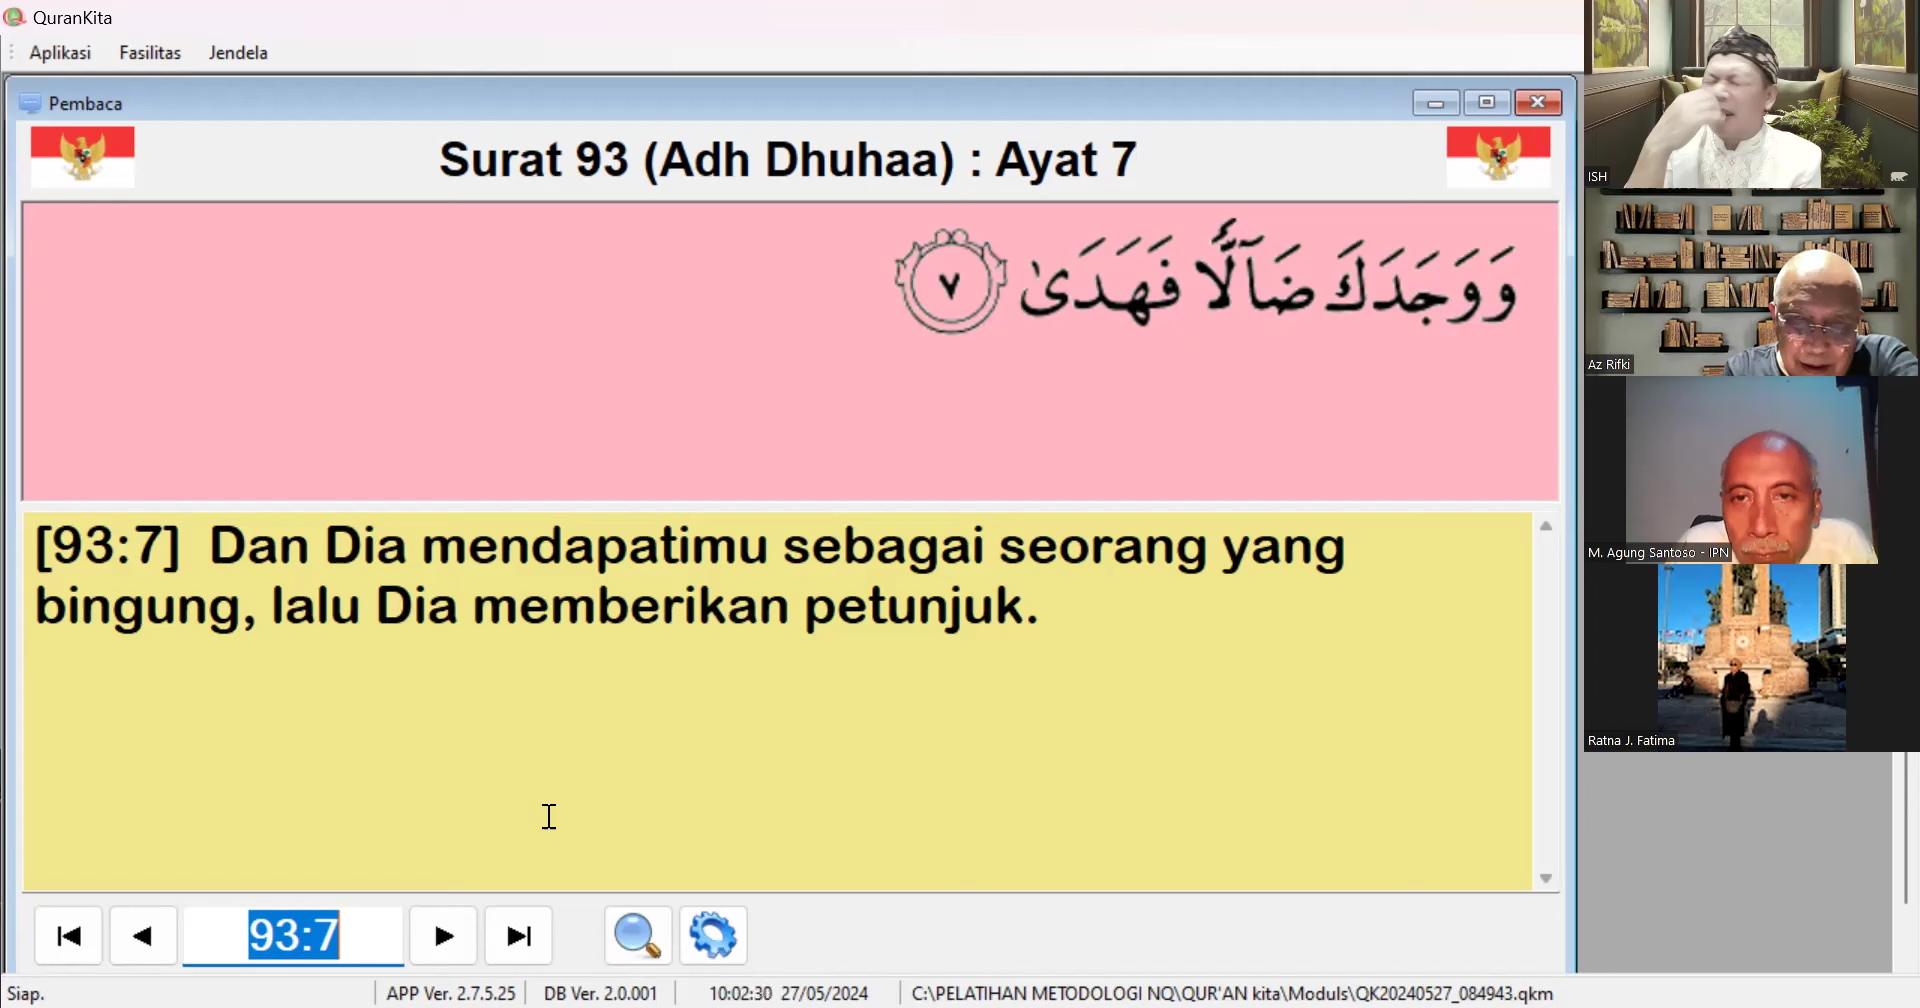 QuranKita
Aplikasi Fasilitas Jendela
Pembaca
Surat 93 (Adh Dhuhaa) : Ayat 7
وَوَجَدَكَ ضَآلًّا فَهَدَىٰ ٧
[93:7] Dan Dia mendapatimu sebagai seorang yang
bingung, lalu Dia memberikan petunjuk.
93:7
Siap. APP Ver. 2.7.5.25 DB Ver. 2.0.001 10:02:30 27/05/2024 C:\PELATIHAN METODOLOGI NQ\QUR'AN kita\Moduls\QK20240527_084943.qkm
ISH
Az Rifki
M. Agung Santoso - IPN
Ratna J. Fatima